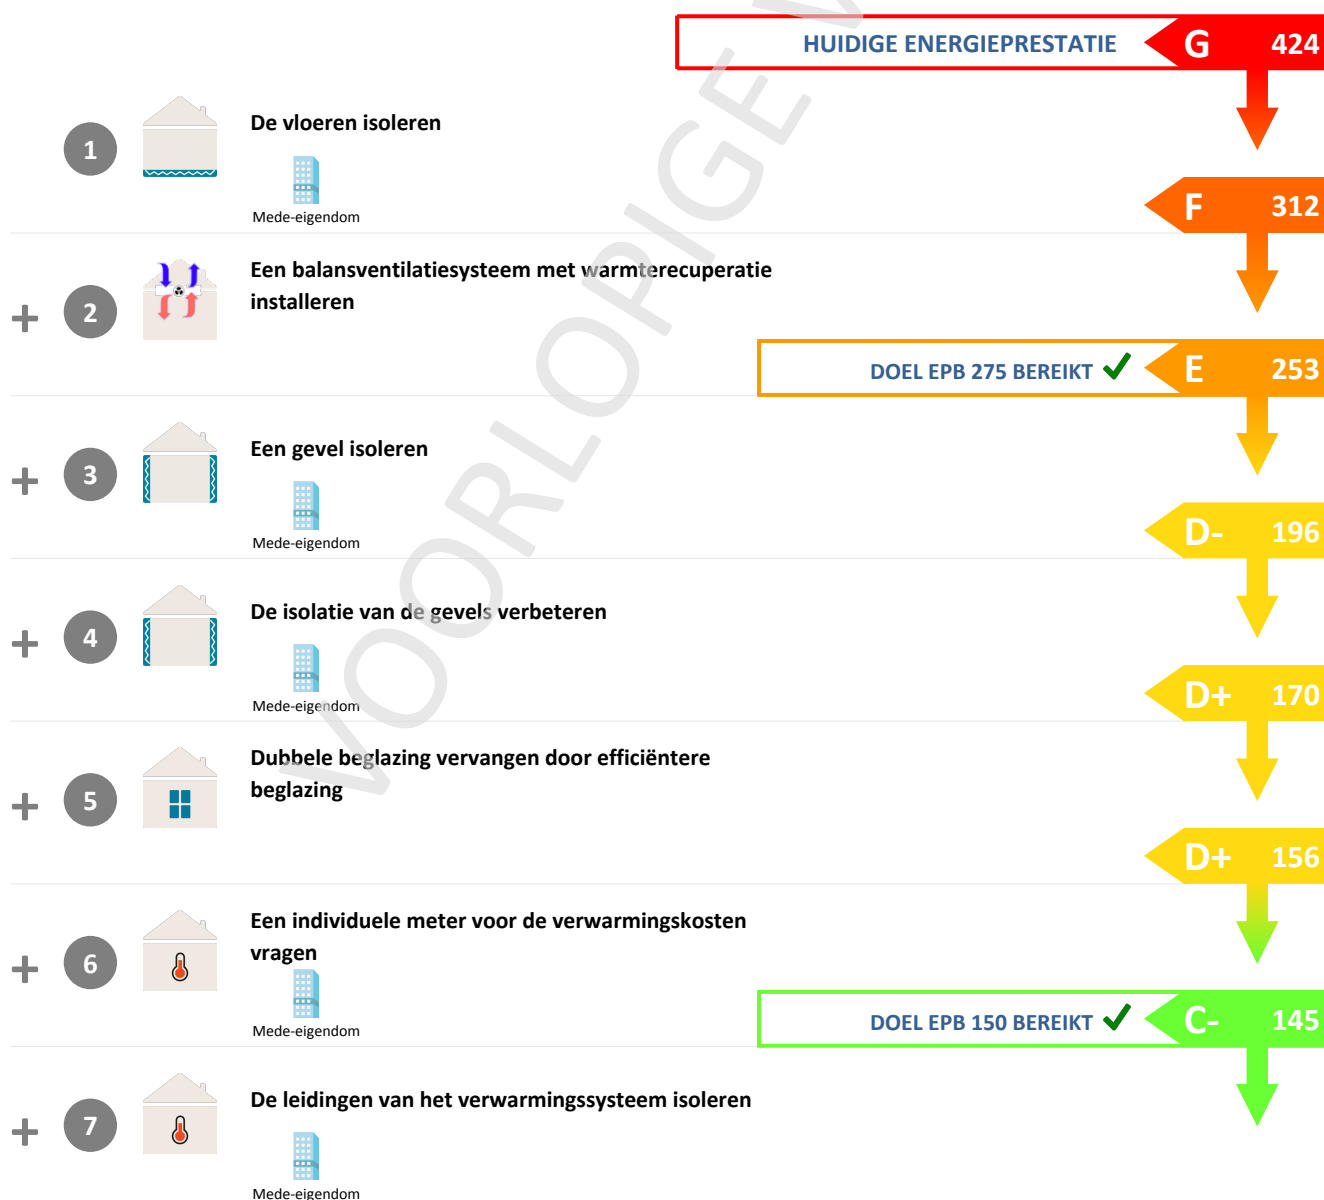 HUIDIGE ENERGIEPRESTATIE
G 424
1
De vloeren isoleren
Mede-eigendom
F 312
+ 2
Een balansventilatiesysteem met warmterecuperatie
installeren
DOEL EPB 275 BEREIKT
E 253
+ 3
Een gevel isoleren
Mede-eigendom
D- 196
+ 4
De isolatie van de gevels verbeteren
Mede-eigendom
D+ 170
+ 5
Dubbele beglazing vervangen door efficiëntere
beglazing
D+ 156
+ 6
Een individuele meter voor de verwarmingskosten
vragen
Mede-eigendom
DOEL EPB 150 BEREIKT
C- 145
+ 7
De leidingen van het verwarmingssysteem isoleren
Mede-eigendom
VOORLOPIGE